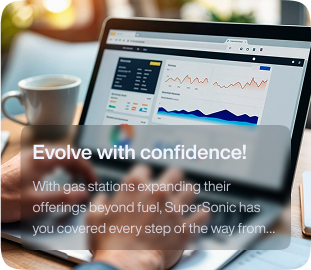 Evolve with confidence!
With gas stations expanding their
offerings beyond fuel, SuperSonic has
you covered every step of the way from...